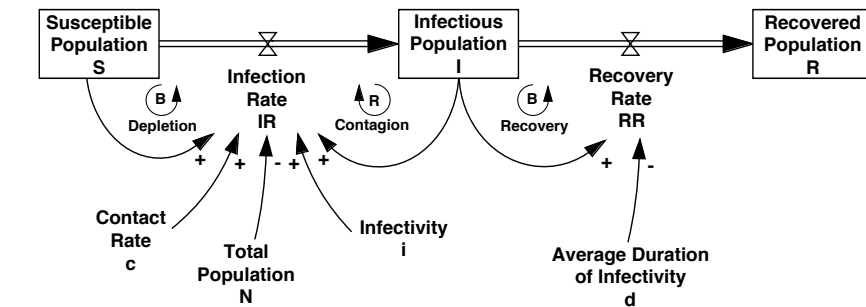 Susceptible
Population
S
Infectious
Population
I
Recovered
Population
R
Infection
Rate
IR
Recovery
Rate
RR
B
Depletion
R
Contagion
B
Recovery
+
+
-
+
+
+
-
Contact
Rate
c
Total
Population
N
Infectivity
i
Average Duration
of Infectivity
d